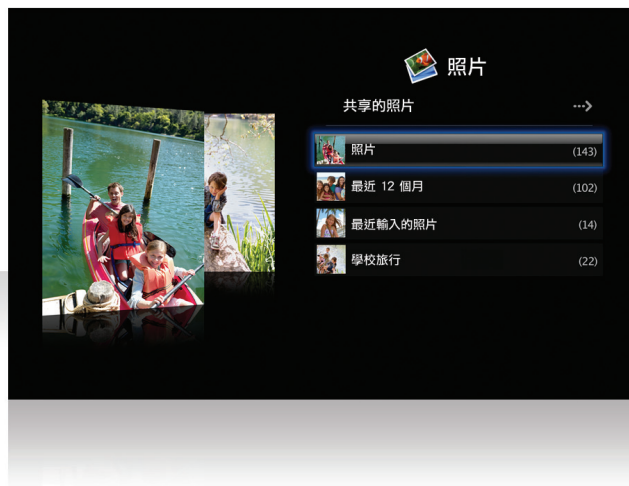 照片
共享的照片
照片 (143)
最近 12 個月 (102)
最近輸入的照片 (14)
學校旅行 (22)